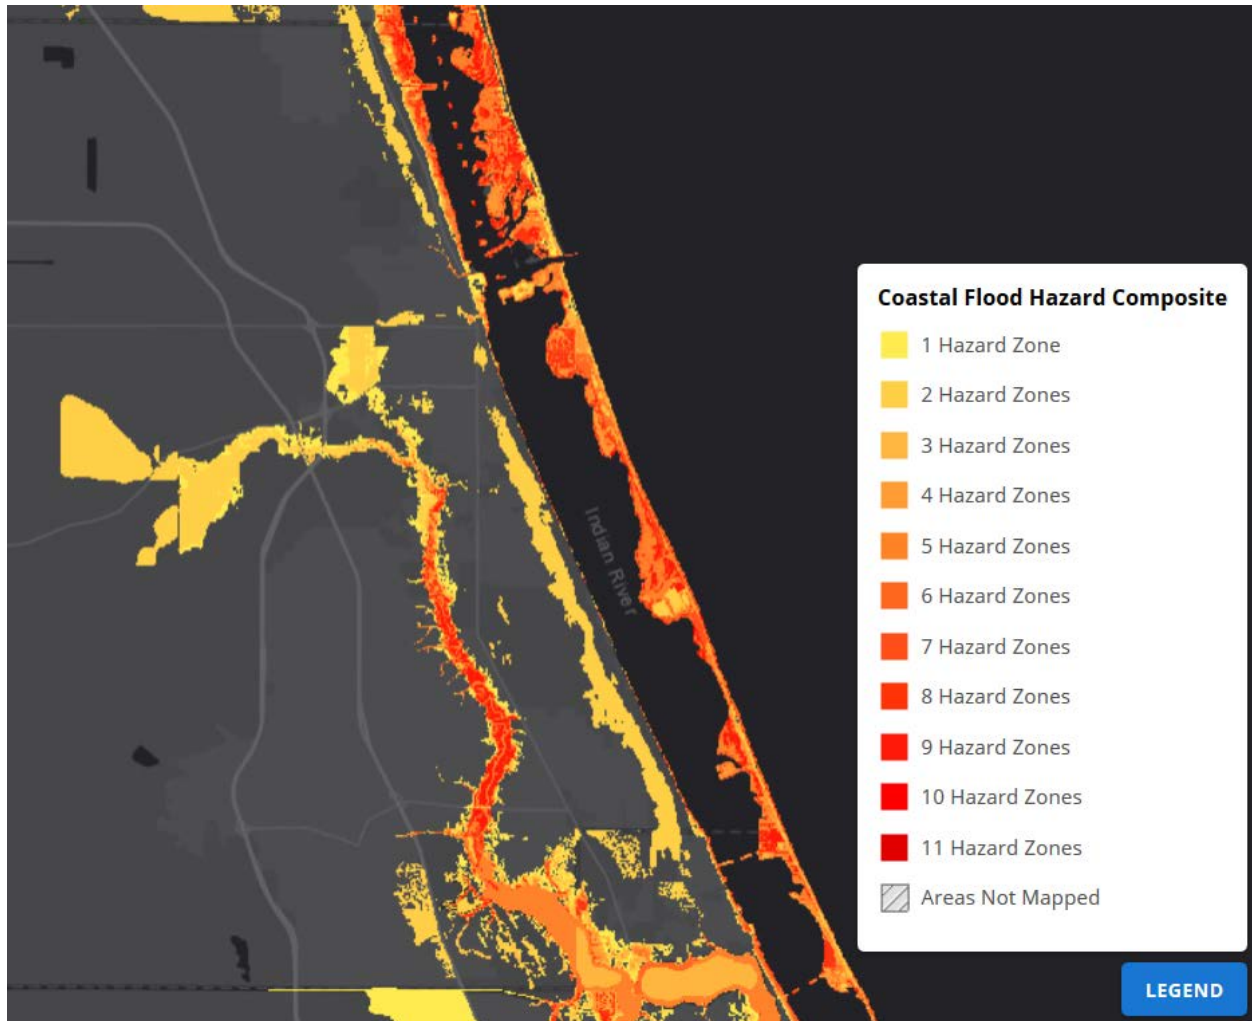 Coastal Flood Hazard Composite
1 Hazard Zone
2 Hazard Zones
3 Hazard Zones
4 Hazard Zones
5 Hazard Zones
6 Hazard Zones
7 Hazard Zones
8 Hazard Zones
9 Hazard Zones
10 Hazard Zones
11 Hazard Zones
Areas Not Mapped
Indian River
LEGEND